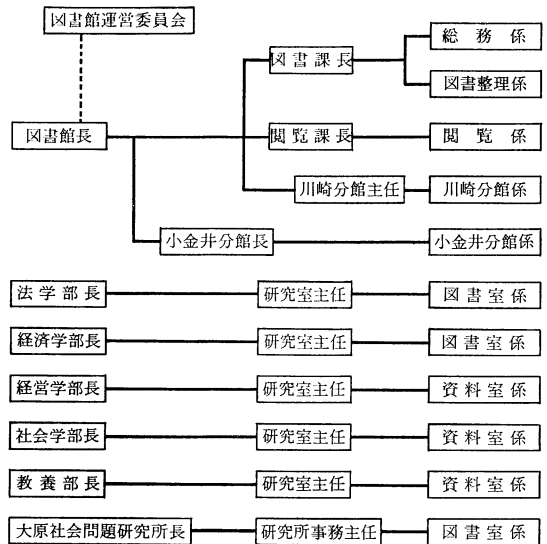 図書館運営委員会
総務係
図書課長
図書整理係
図書館長
閲覧課長
閲覧係
川崎分館主任
川崎分館係
小金井分館長
小金井分館係
法学部長
研究室主任
図書室係
経済学部長
研究室主任
図書室係
経営学部長
研究室主任
資料室係
社会学部長
研究室主任
資料室係
教養部長
研究室主任
資料室係
大原社会問題研究所長
研究所事務主任
図書室係